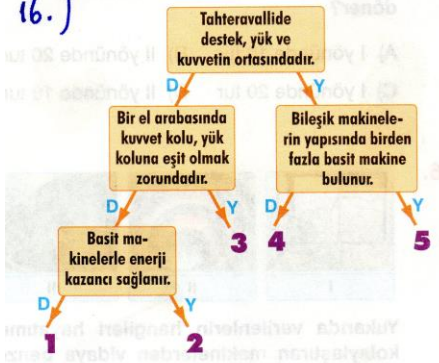 16.)
Tahteravallide
destek, yük ve
kuvvetin ortasındadır.
D
Y
Bir el arabasında
kuvvet kolu, yük
koluna eşit olmak
zorundadır.
Bileşik makinele-
rin yapısında birden
fazla basit makine
bulunur.
D
Y
D
Y
Basit ma-
kinelerle enerji
kazancı sağlanır.
3
4
5
D
Y
1
2